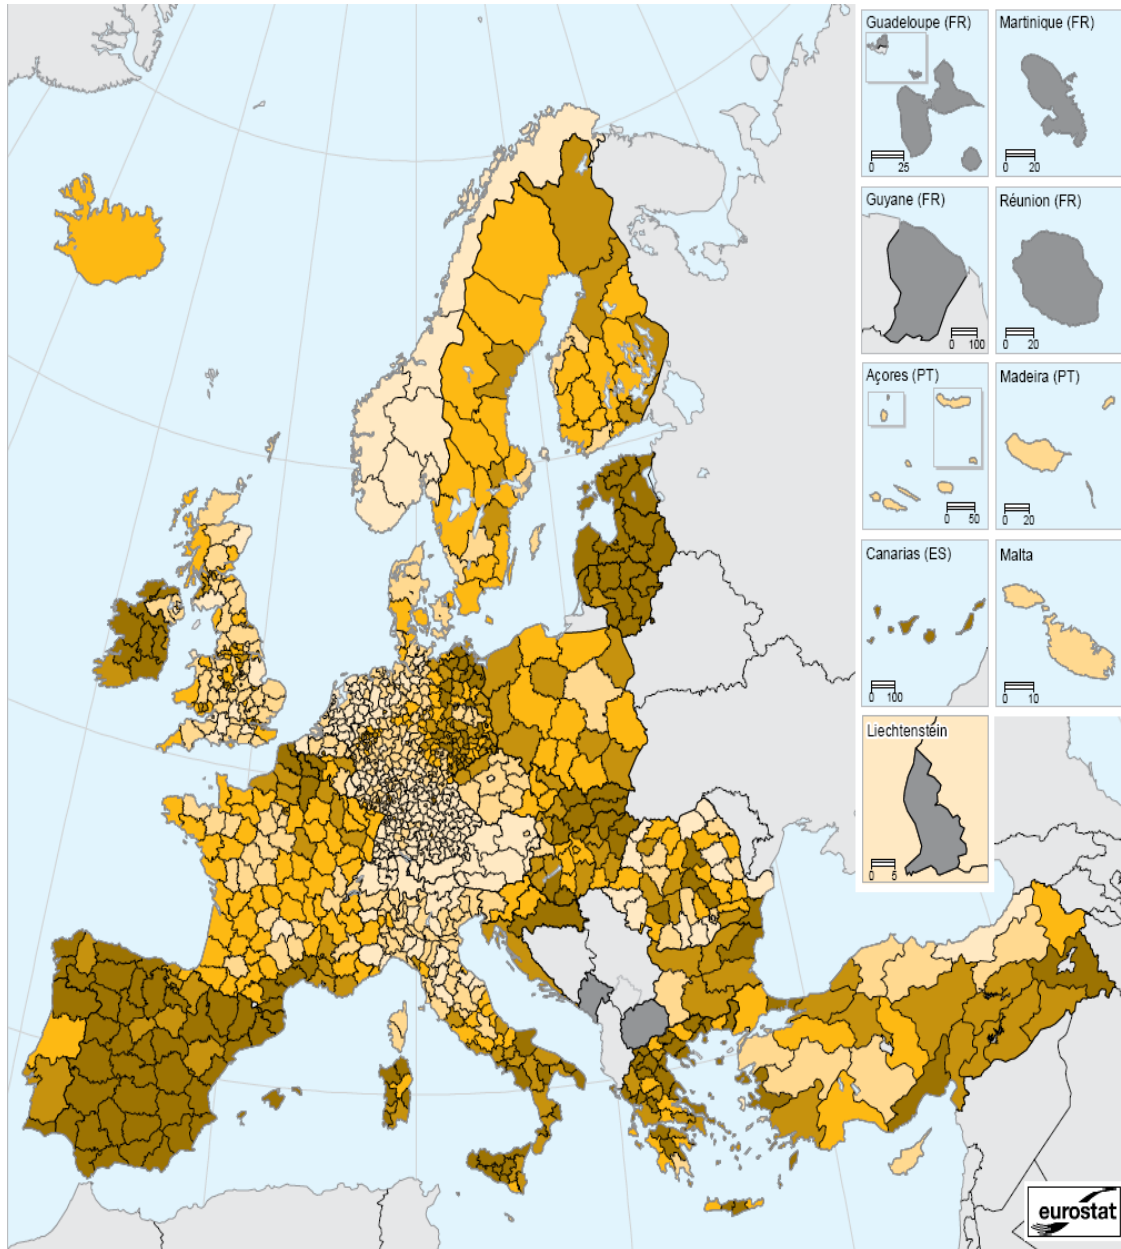 Guadeloupe (FR)
0 25
Martinique (FR)
0 20
Guyane (FR)
0 100
Réunion (FR)
0 20
Açores (PT)
0 50
Madeira (PT)
0 20
Canarias (ES)
0 100
Malta
0 10
Liechtenstein
0 5
eurostat